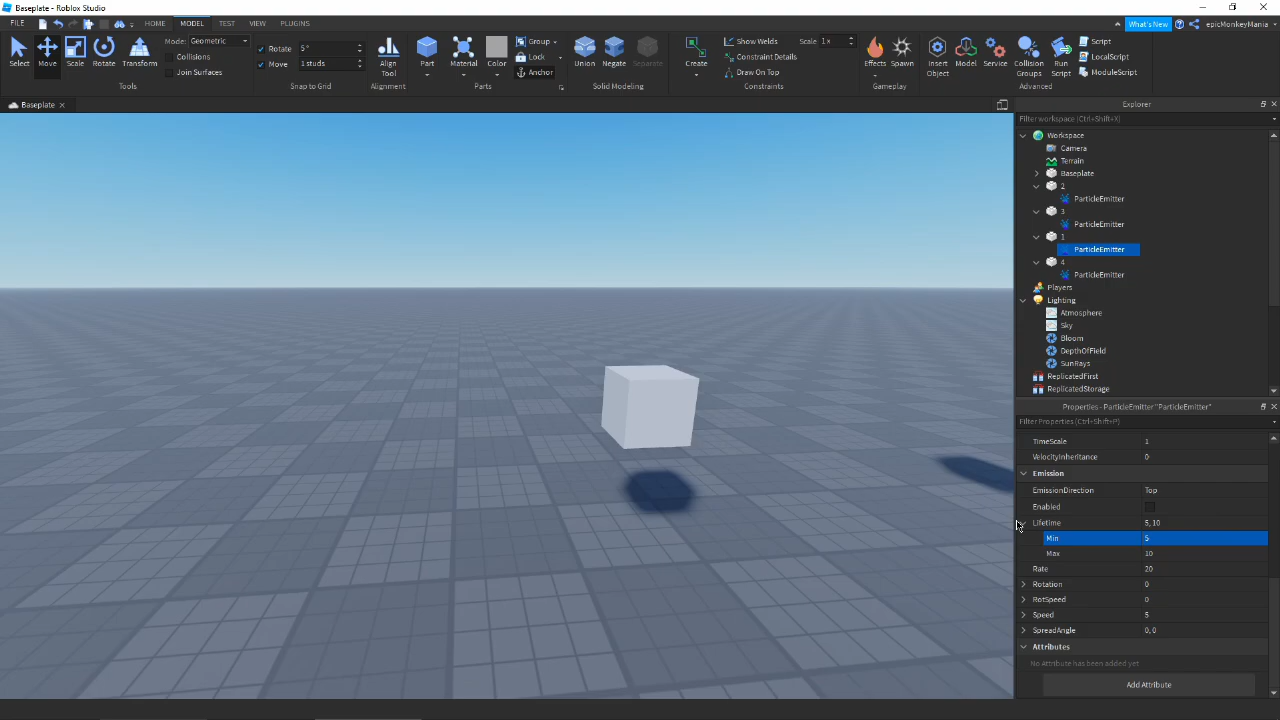 Baseplate - Roblox Studio
FILE HOME MODEL TEST VIEW PLUGINS What's New epicMonkeyMania
Select Move Scale Rotate Transform
Mode: Geometric
Collisions
Join Surfaces
Tools
Rotate 5°
Move 1 studs
Snap to Grid
Align Tool
Alignment
Part Material Color
Group
Lock
Anchor
Parts
Union Negate Separate
Solid Modeling
Create
Show Welds Scale 1x
Constraint Details
Draw On Top
Constraints
Effects Spawn
Gameplay
Insert Object Model Service Collision Groups Run Script
Script
LocalScript
ModuleScript
Advanced
Baseplate
Explorer
Filter workspace (Ctrl+Shift+X)
Workspace
Camera
Terrain
Baseplate
2
ParticleEmitter
3
ParticleEmitter
1
ParticleEmitter
4
ParticleEmitter
Players
Lighting
Atmosphere
Sky
Bloom
DepthOfField
SunRays
ReplicatedFirst
ReplicatedStorage
Properties - ParticleEmitter "ParticleEmitter"
Filter Properties (Ctrl+Shift+P)
TimeScale 1
VelocityInheritance 0
Emission
EmissionDirection Top
Enabled
Lifetime 5, 10
Min 5
Max 10
Rate 20
Rotation 0
RotSpeed 0
Speed 5
SpreadAngle 0, 0
Attributes
No Attribute has been added yet
Add Attribute